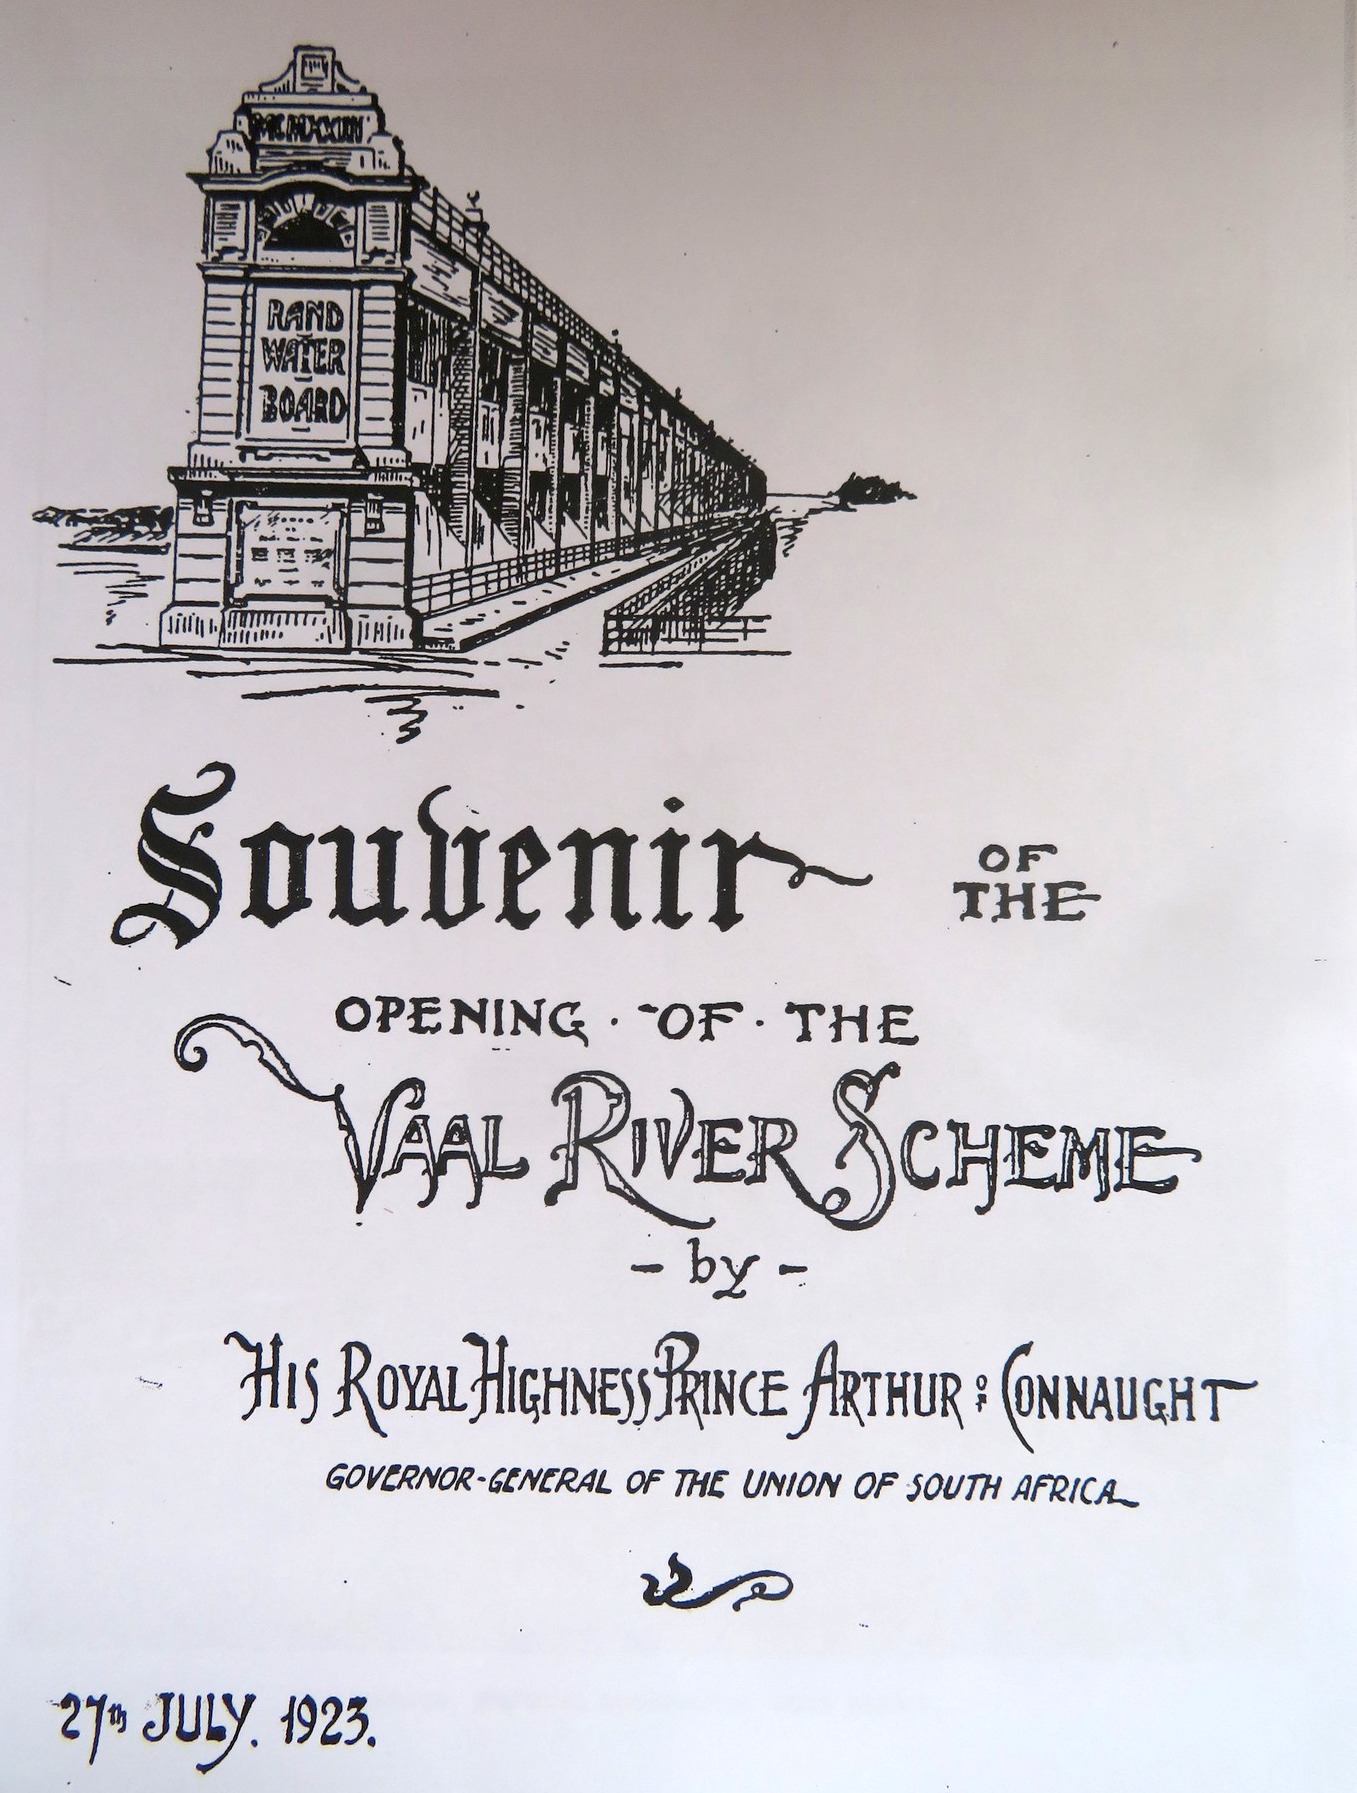 MCMXXIII
RAND
WATER
BOARD
Souvenir OF
THE
OPENING · OF · THE
VAAL RIVER SCHEME
- by -
HIS ROYAL HIGHNESS PRINCE ARTHUR OF CONNAUGHT
GOVERNOR-GENERAL OF THE UNION OF SOUTH AFRICA
27th JULY. 1923.